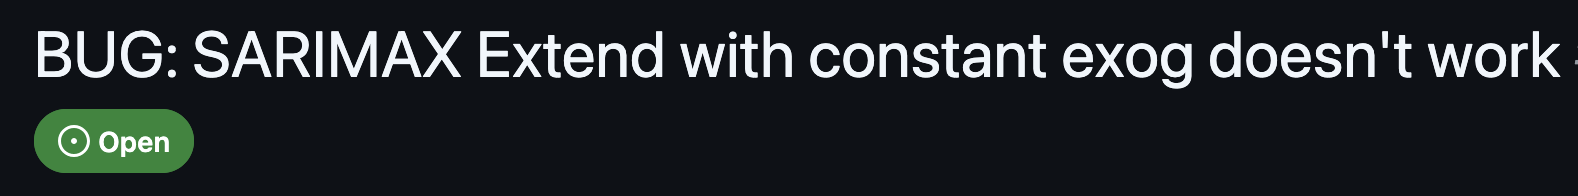 BUG: SARIMAX Extend with constant exog doesn't work
Open